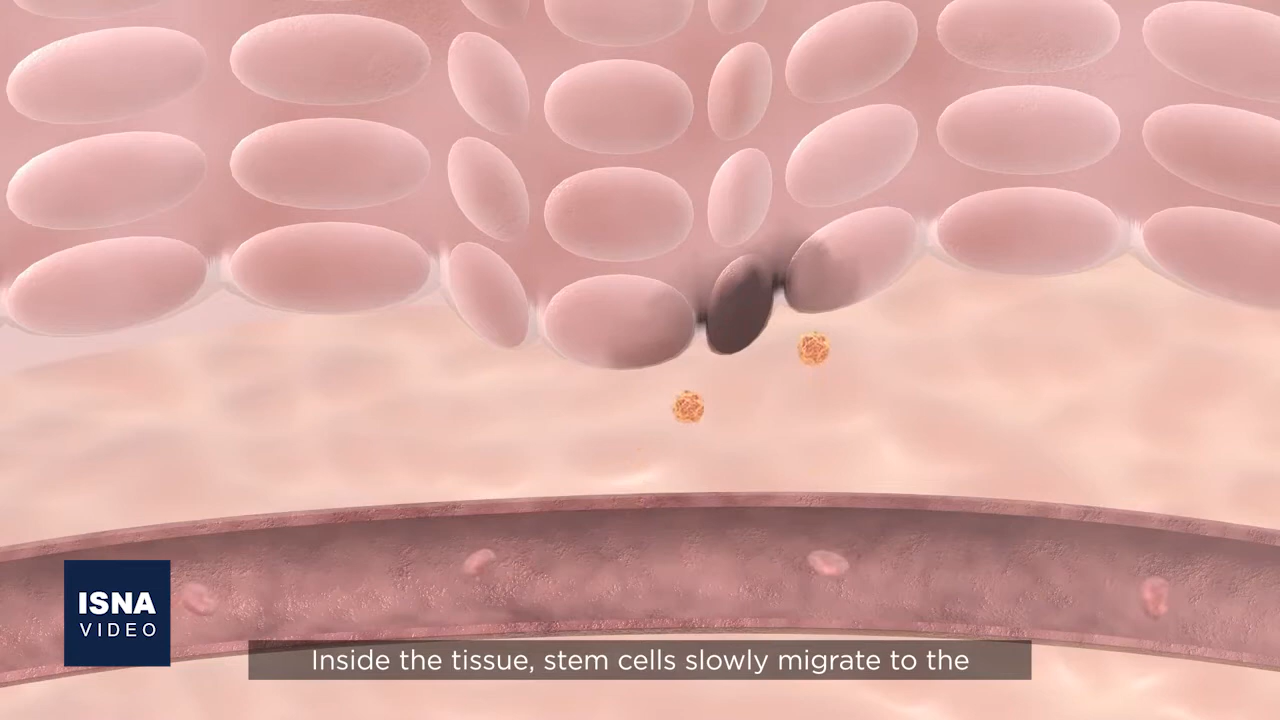 ISNA
VIDEO
Inside the tissue, stem cells slowly migrate to the